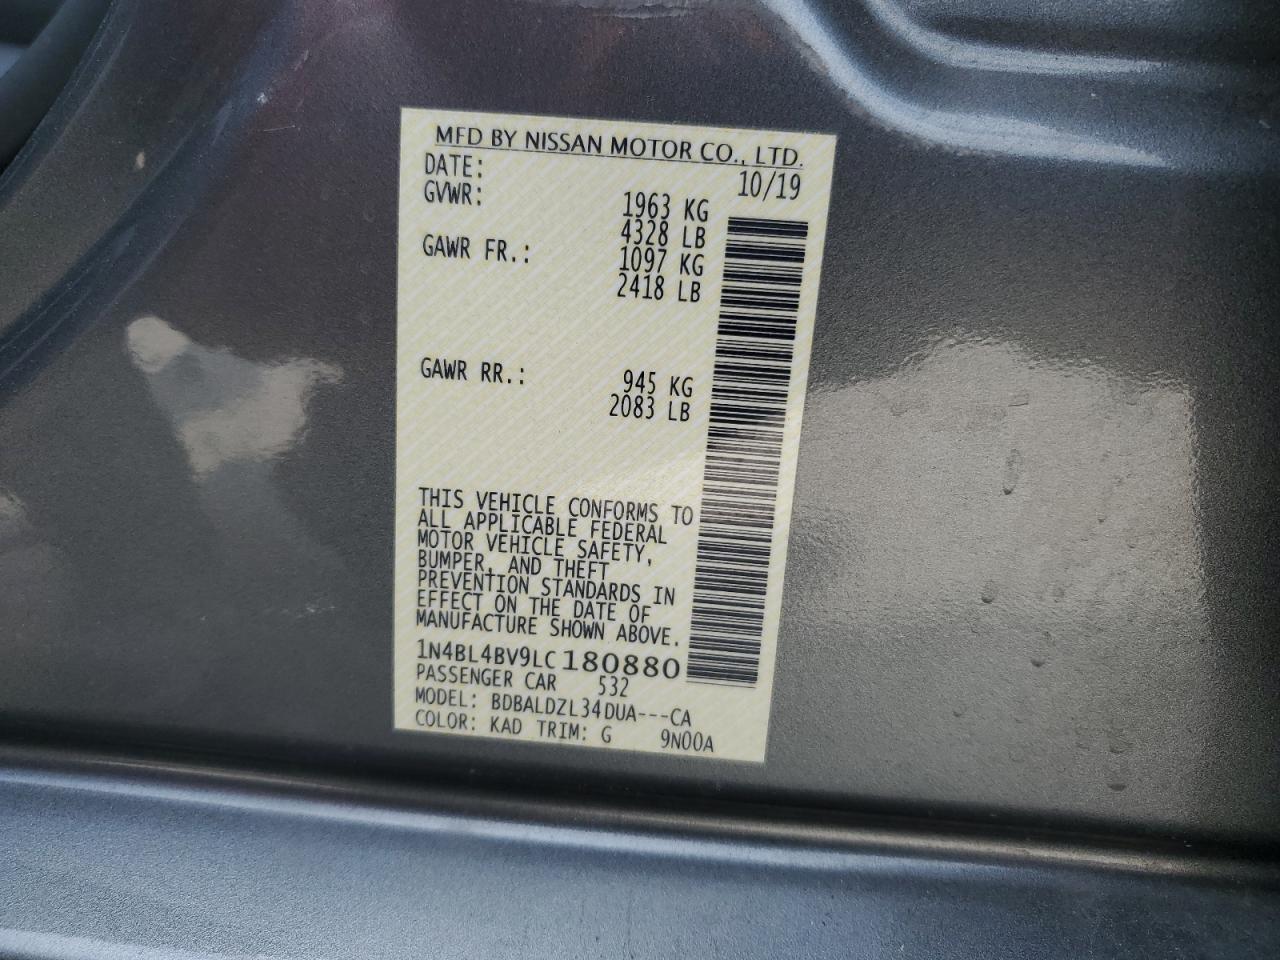 MFD BY NISSAN MOTOR CO., LTD.
DATE: 10/19
GVWR: 1963 KG
4328 LB
GAWR FR.: 1097 KG
2418 LB
GAWR RR.: 945 KG
2083 LB
THIS VEHICLE CONFORMS TO
ALL APPLICABLE FEDERAL
MOTOR VEHICLE SAFETY,
BUMPER, AND THEFT
PREVENTION STANDARDS IN
EFFECT ON THE DATE OF
MANUFACTURE SHOWN ABOVE.
1N4BL4BV9LC180880
PASSENGER CAR 532
MODEL: BDBALDZL34DUA---CA
COLOR: KAD TRIM: G 9N00A